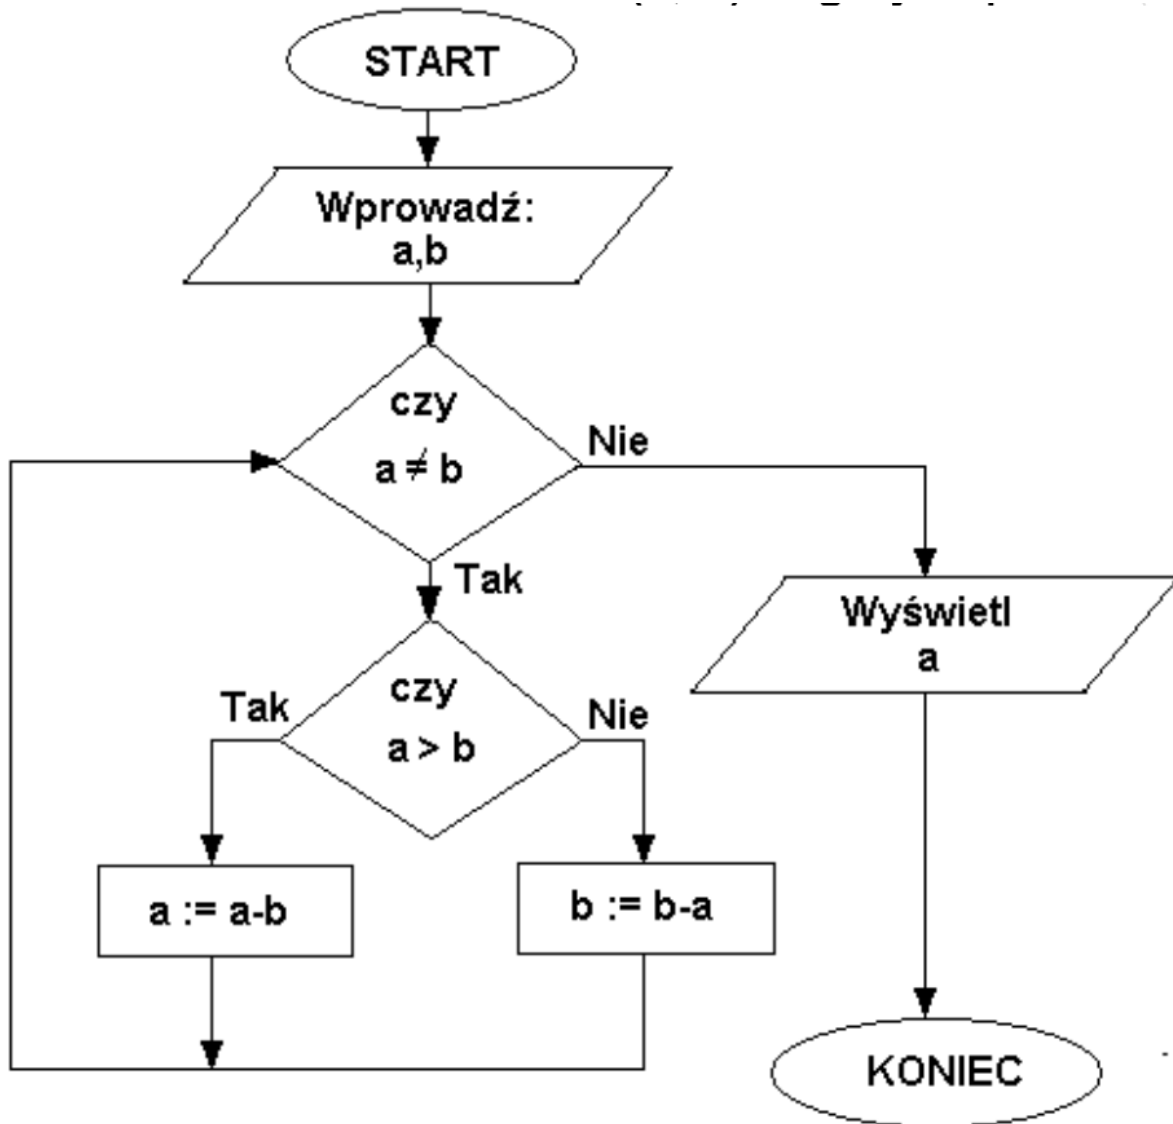 START
Wprowadź:
a,b
czy
a ≠ b
Nie
Tak
czy
a > b
Tak
Nie
a := a-b
b := b-a
Wyświetl
a
KONIEC